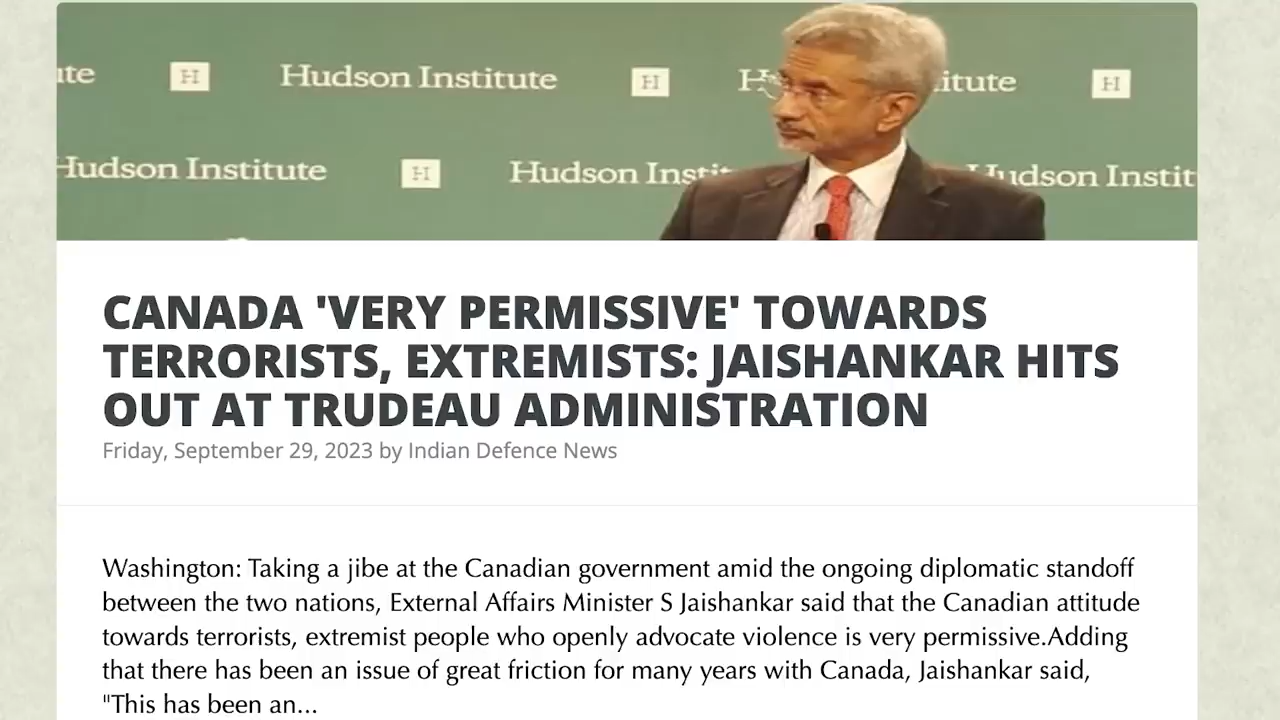 ute H Hudson Institute H H itute H
Hudson Institute H Hudson Insti Hudson Institut
CANADA 'VERY PERMISSIVE' TOWARDS
TERRORISTS, EXTREMISTS: JAISHANKAR HITS
OUT AT TRUDEAU ADMINISTRATION
Friday, September 29, 2023 by Indian Defence News
Washington: Taking a jibe at the Canadian government amid the ongoing diplomatic standoff
between the two nations, External Affairs Minister S Jaishankar said that the Canadian attitude
towards terrorists, extremist people who openly advocate violence is very permissive.Adding
that there has been an issue of great friction for many years with Canada, Jaishankar said,
"This has been an...